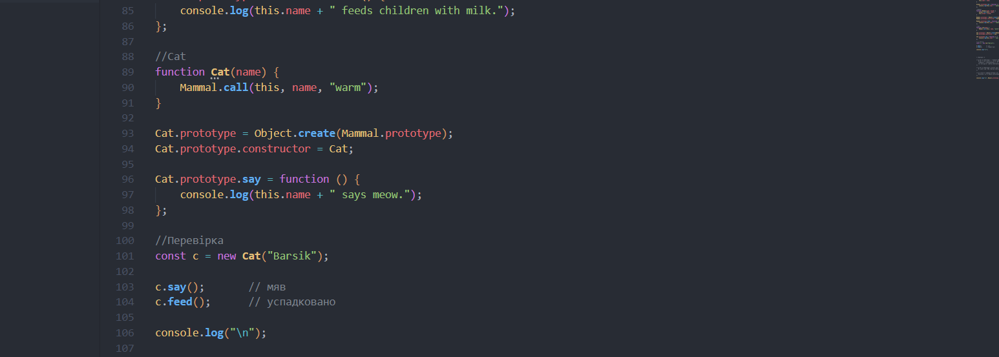 85 console.log(this.name + " feeds children with milk.");
86 };
87
88 //Cat
89 function Cat(name) {
90 Mammal.call(this, name, "warm");
91 }
92
93 Cat.prototype = Object.create(Mammal.prototype);
94 Cat.prototype.constructor = Cat;
95
96 Cat.prototype.say = function () {
97 console.log(this.name + " says meow.");
98 };
99
100 //Перевірка
101 const c = new Cat("Barsik");
102
103 c.say(); // мяв
104 c.feed(); // успадковано
105
106 console.log("\n");
107